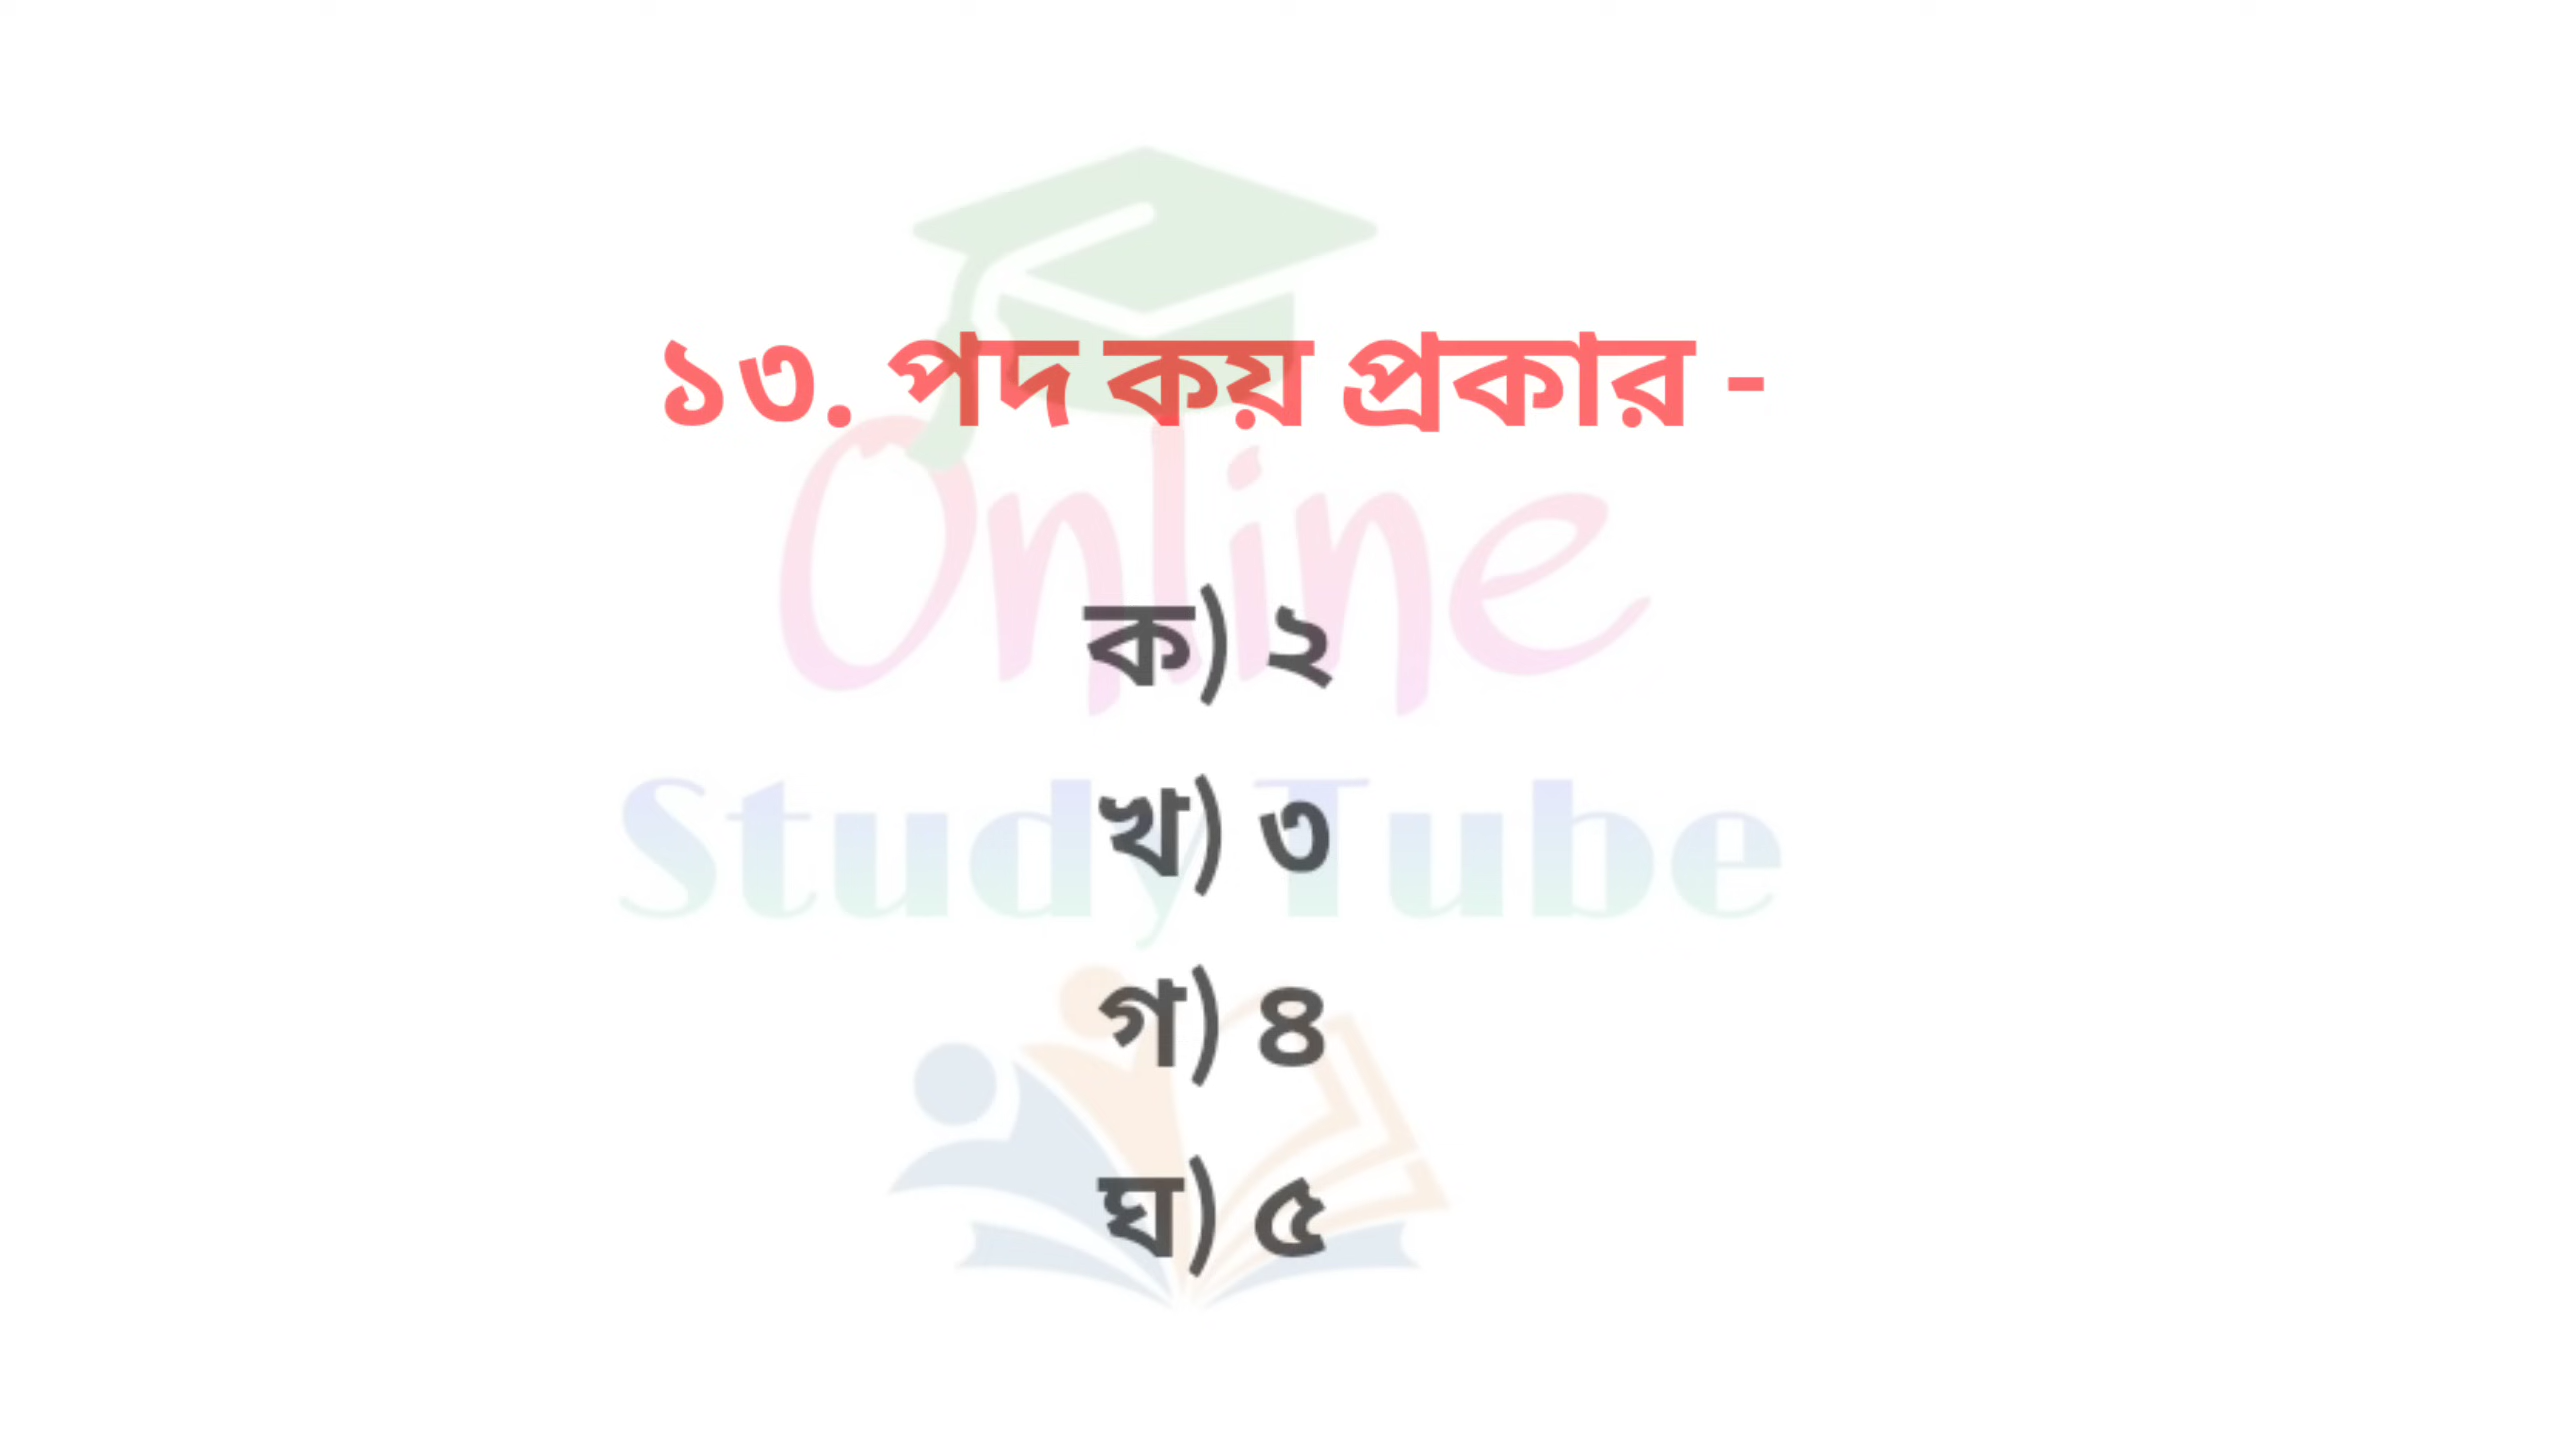 ১৩. পদ কয় প্রকার -
Online
ক) ২
Study Tube
খ) ৩
গ) ৪
ঘ) ৫